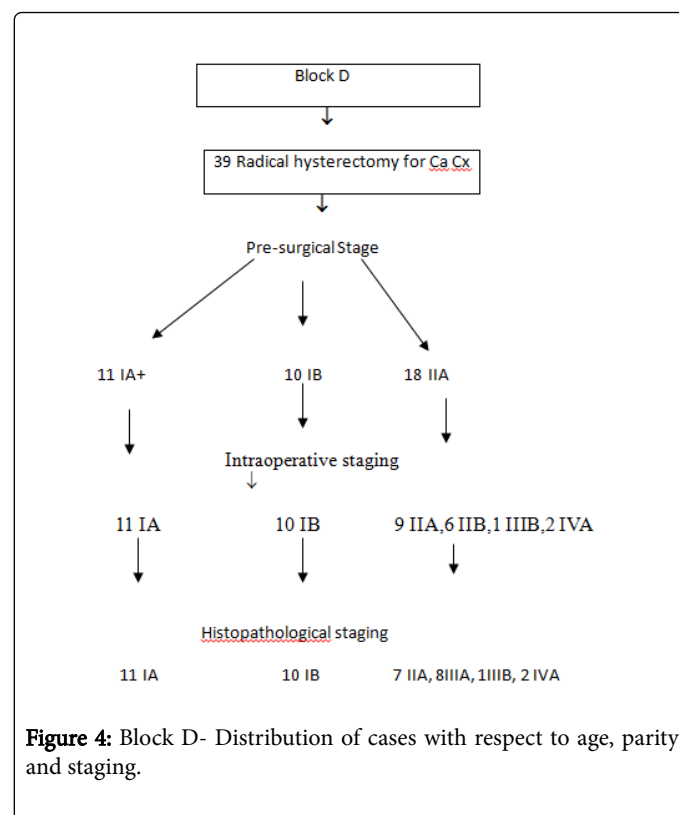 Block D
39 Radical hysterectomy for Ca Cx
Pre-surgical Stage
11 IA+ 10 IB 18 IIA
Intraoperative staging
11 IA 10 IB 9 IIA,6 IIB,1 IIIB,2 IVA
Histopathological staging
11 IA 10 IB 7 IIA, 8IIIA, 1IIIB, 2 IVA
Figure 4: Block D- Distribution of cases with respect to age, parity
and staging.